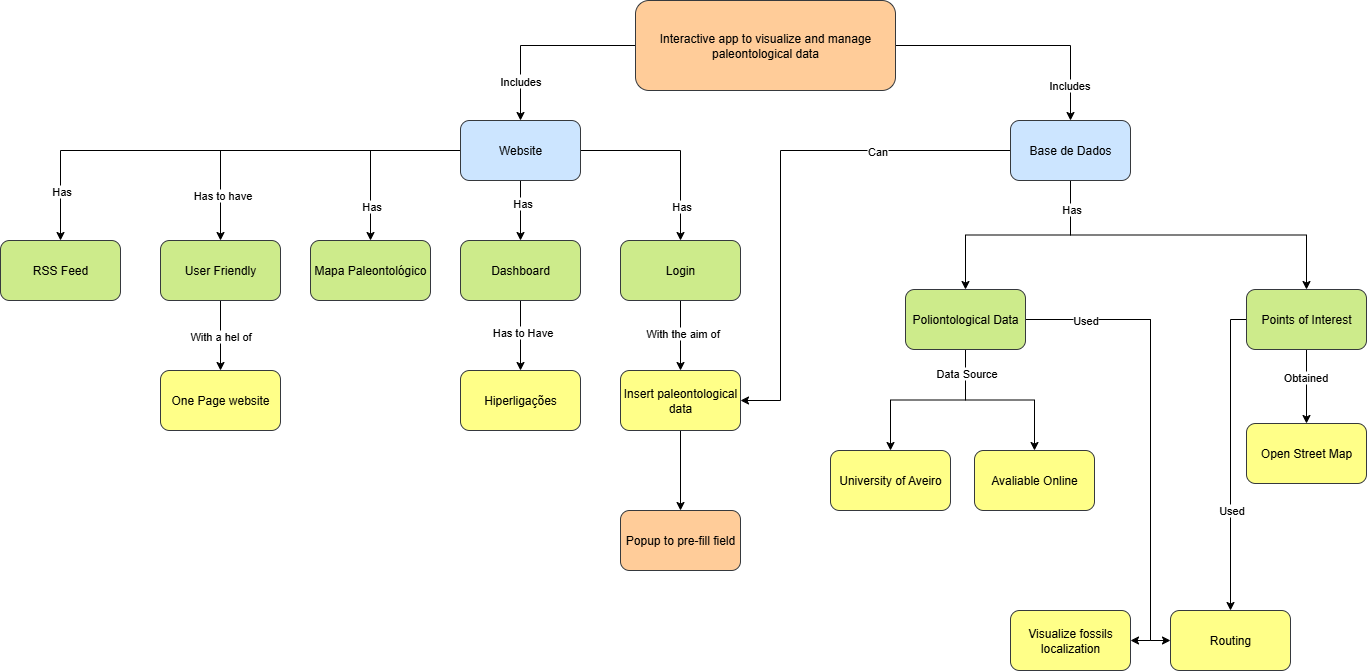 Interactive app to visualize and manage
paleontological data
Includes
Includes
Website
Base de Dados
Can
Has
Has to have
Has
Has
Has
Has
RSS Feed
User Friendly
Mapa Paleontológico
Dashboard
Login
Poliontological Data
Used
Points of Interest
With a hel of
Has to Have
With the aim of
Data Source
Obtained
One Page website
Hiperligações
Insert paleontological
data
University of Aveiro
Avaliable Online
Open Street Map
Used
Popup to pre-fill field
Visualize fossils
localization
Routing